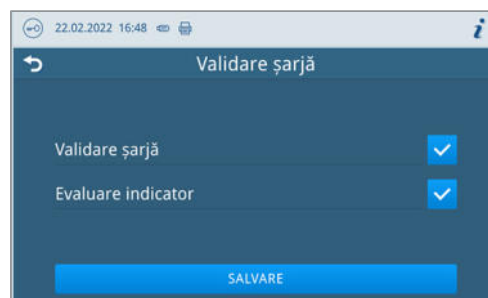 22.02.2022 16:48
i
Validare șarjă
Validare șarjă
Evaluare indicator
SALVARE